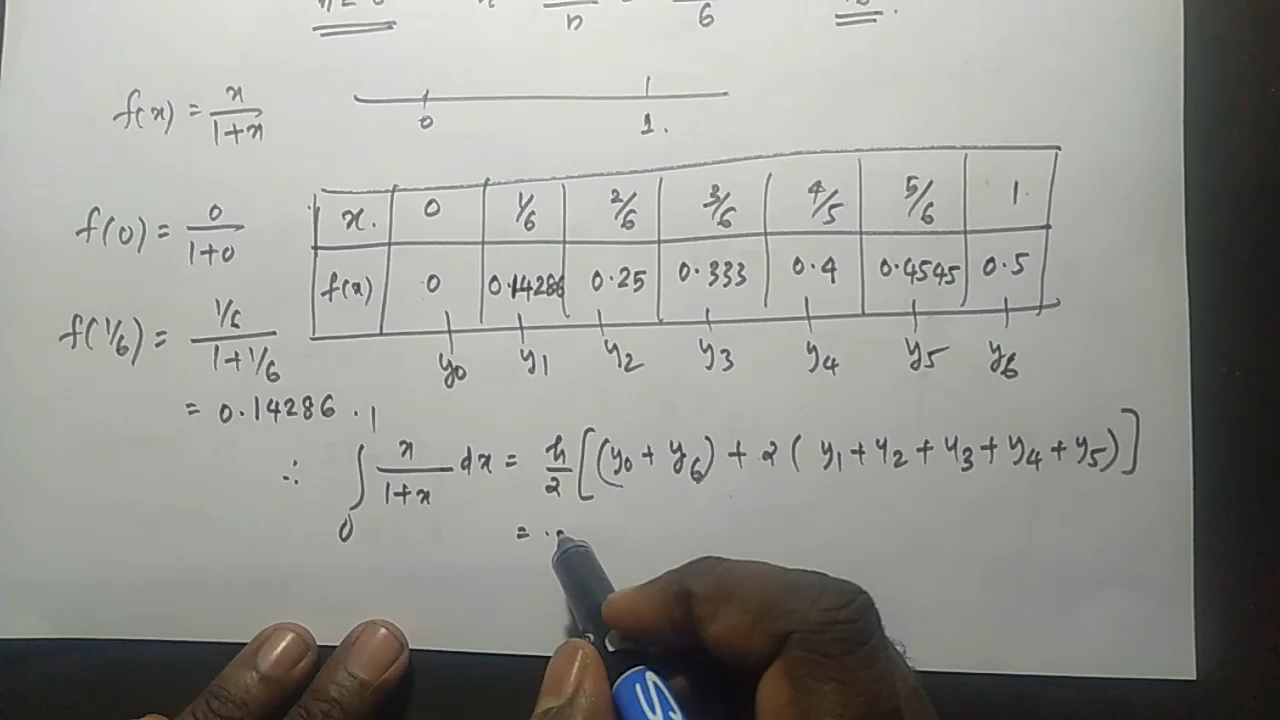 n 6
f(x) = x/1+x
0 1.
x. 0 1/6 2/6 3/6 4/5 5/6 1
f(0) = 0/1+0
f(x) 0 0.14286 0.25 0.333 0.4 0.4545 0.5
f(1/6) = 1/6/1+1/6
y0 y1 y2 y3 y4 y5 y6
= 0.14286.
∴ ∫₀¹ x/1+x dx = h/2 [(y0 + y6) + 2 ( y1 + y2 + y3 + y4 + y5)]
=